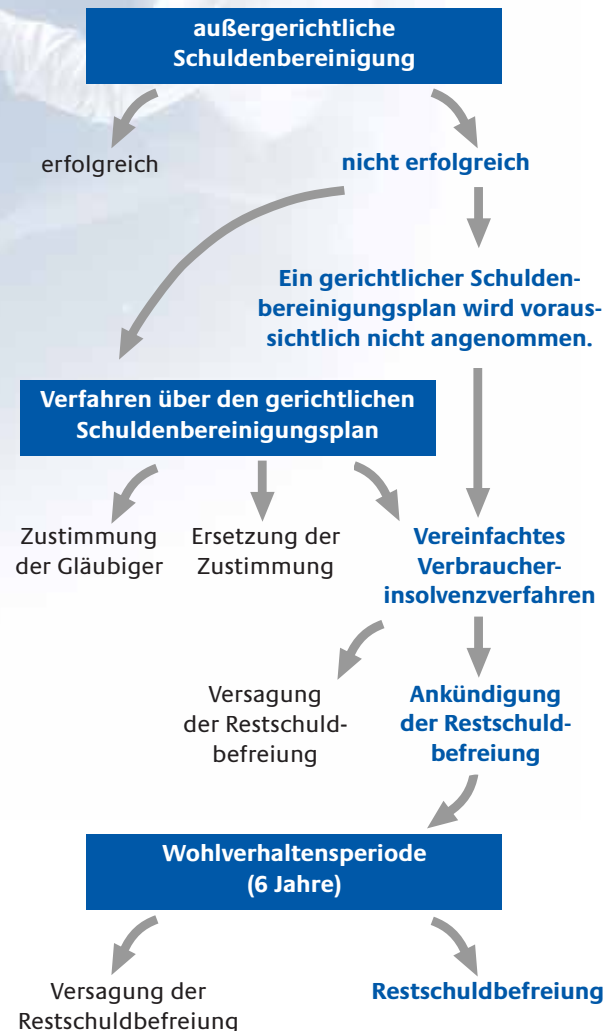 außergerichtliche
Schuldenbereinigung
erfolgreich
nicht erfolgreich
Ein gerichtlicher Schulden-
bereinigungsplan wird voraus-
sichtlich nicht angenommen.
Verfahren über den gerichtlichen
Schuldenbereinigungsplan
Zustimmung
der Gläubiger
Ersetzung der
Zustimmung
Vereinfachtes
Verbraucher-
insolvenzverfahren
Versagung
der Restschuld-
befreiung
Ankündigung
der Restschuld-
befreiung
Wohlverhaltensperiode
(6 Jahre)
Versagung der
Restschuldbefreiung
Restschuldbefreiung